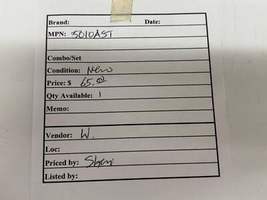 Brand: Date:
MPN: 5010AST
Combo/Set
Condition: New
Price: $ 65.00
Qty Available: 1
Memo:
Vendor: W.
Loc:
Priced by:
Listed by: